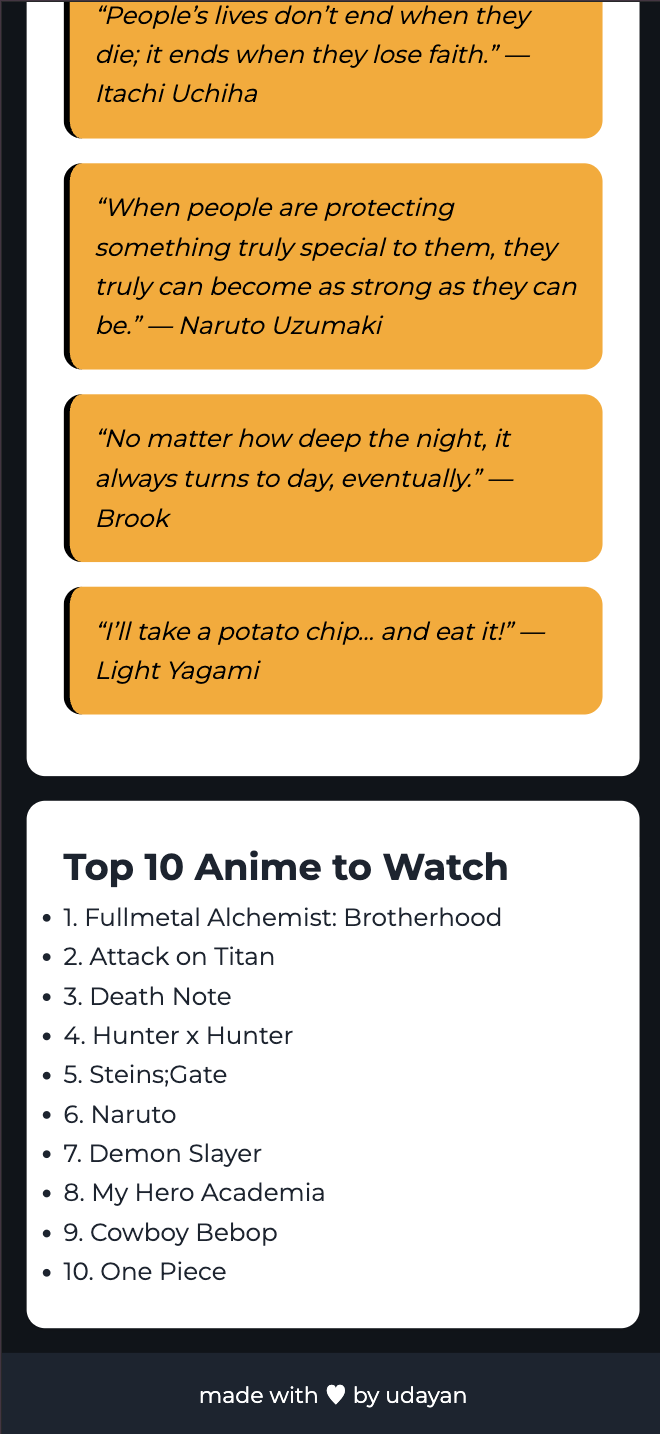 “People’s lives don’t end when they
die; it ends when they lose faith.” —
Itachi Uchiha
“When people are protecting
something truly special to them, they
truly can become as strong as they can
be.” — Naruto Uzumaki
“No matter how deep the night, it
always turns to day, eventually.” —
Brook
“I’ll take a potato chip... and eat it!” —
Light Yagami
Top 10 Anime to Watch
• 1. Fullmetal Alchemist: Brotherhood
• 2. Attack on Titan
• 3. Death Note
• 4. Hunter x Hunter
• 5. Steins;Gate
• 6. Naruto
• 7. Demon Slayer
• 8. My Hero Academia
• 9. Cowboy Bebop
• 10. One Piece
made with ♥ by udayan